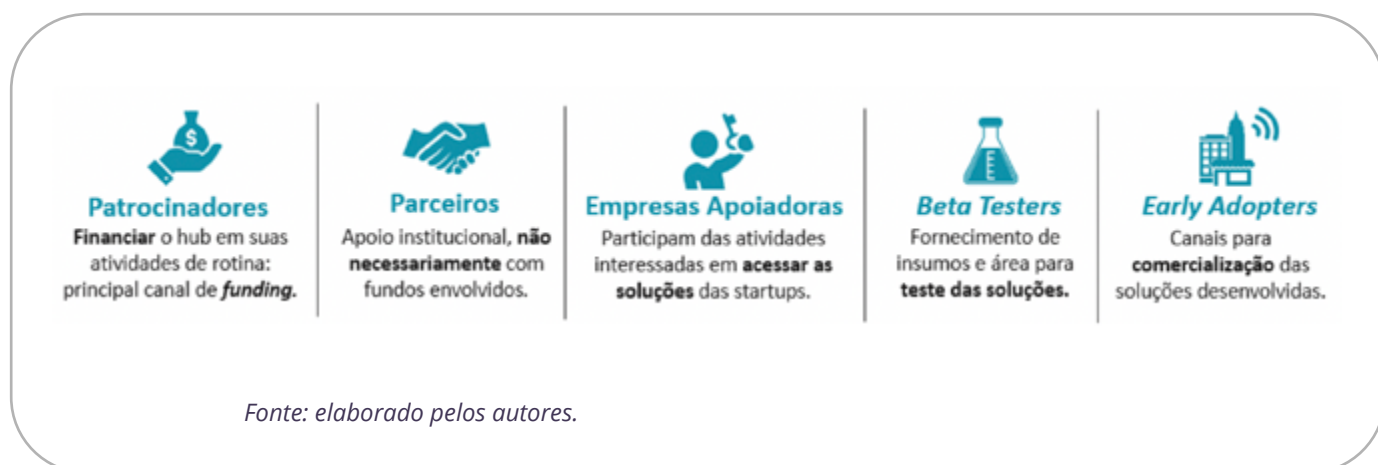 $
Patrocinadores
Financiar o hub em suas
atividades de rotina:
principal canal de funding.
Parceiros
Apoio institucional, não
necessariamente com
fundos envolvidos.
Empresas Apoiadoras
Participam das atividades
interessadas em acessar as
soluções das startups.
Beta Testers
Fornecimento de
insumos e área para
teste das soluções.
Early Adopters
Canais para
comercialização das
soluções desenvolvidas.
Fonte: elaborado pelos autores.